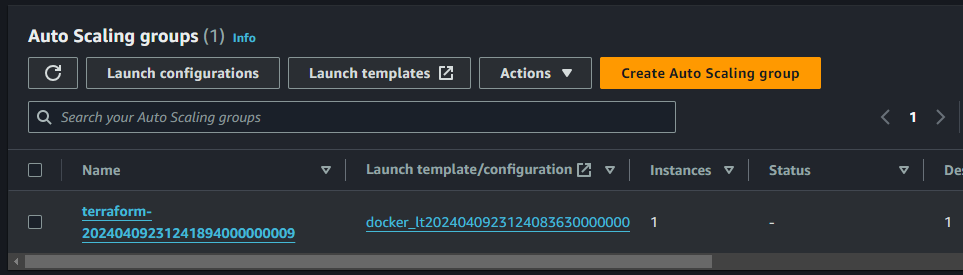 Auto Scaling groups (1) Info
Launch configurations Launch templates Actions Create Auto Scaling group
Search your Auto Scaling groups
1
Name Launch template/configuration Instances Status De
terraform-
20240409231241894000000009
docker_lt2024040923124083630000000 1 - 1